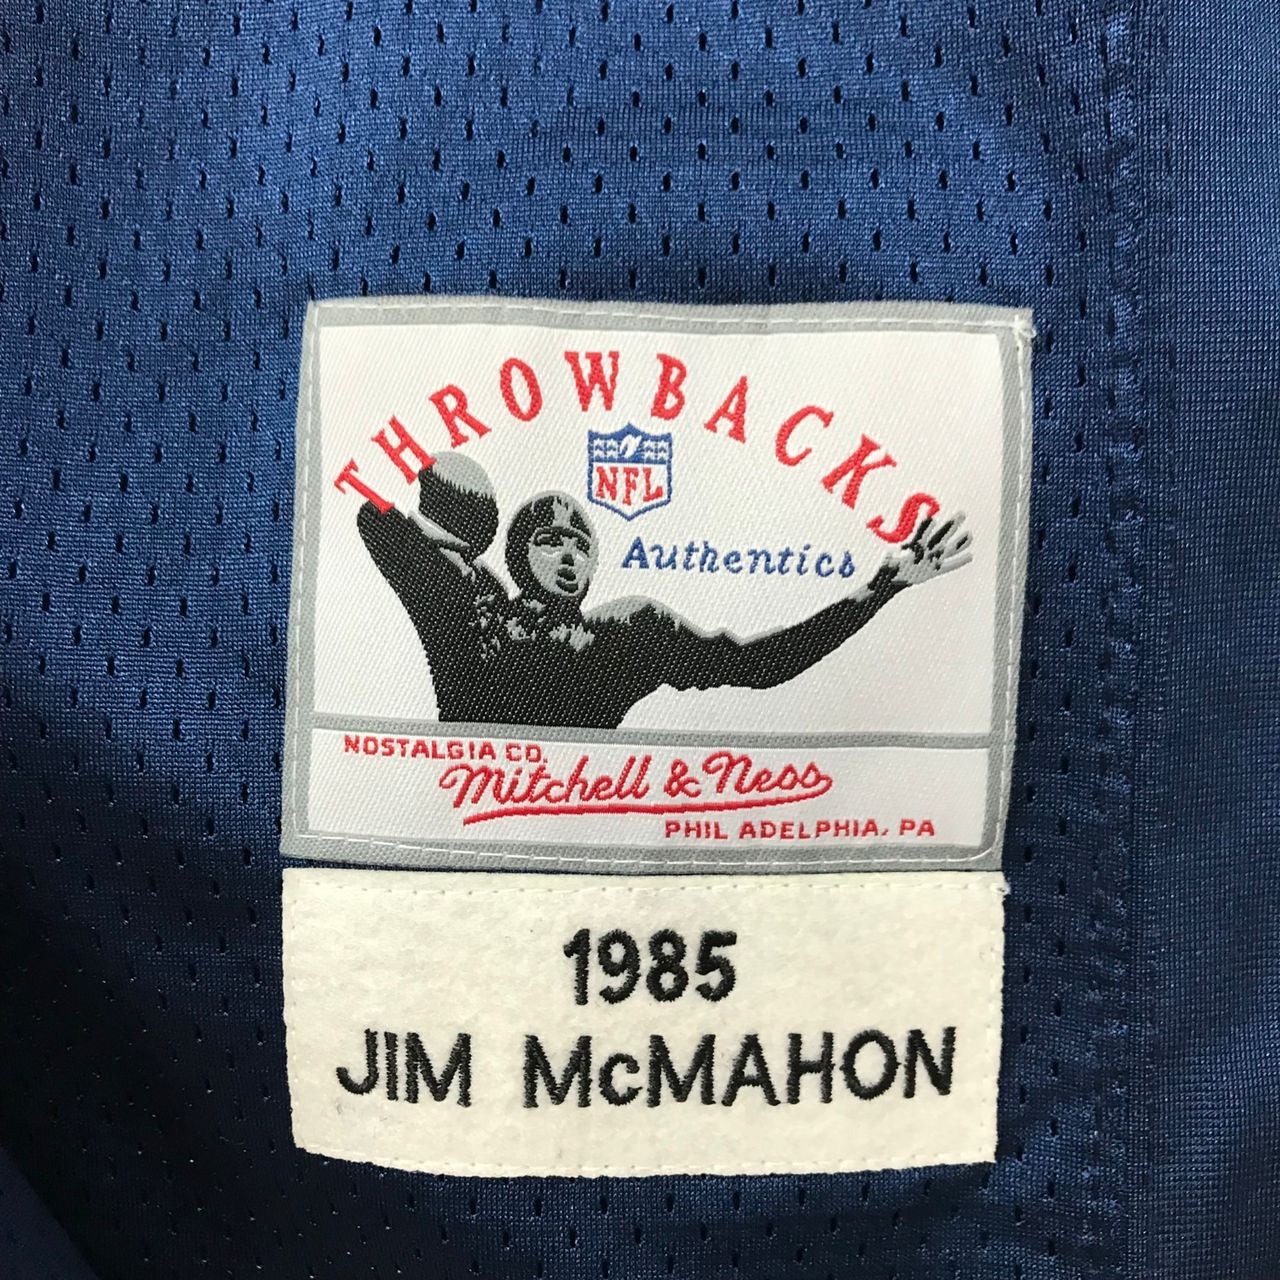 THROWBACKS
NFL
Authentics
NOSTALGIA CO.
Mitchell & Ness
PHILADELPHIA, PA
1985
JIM McMAHON